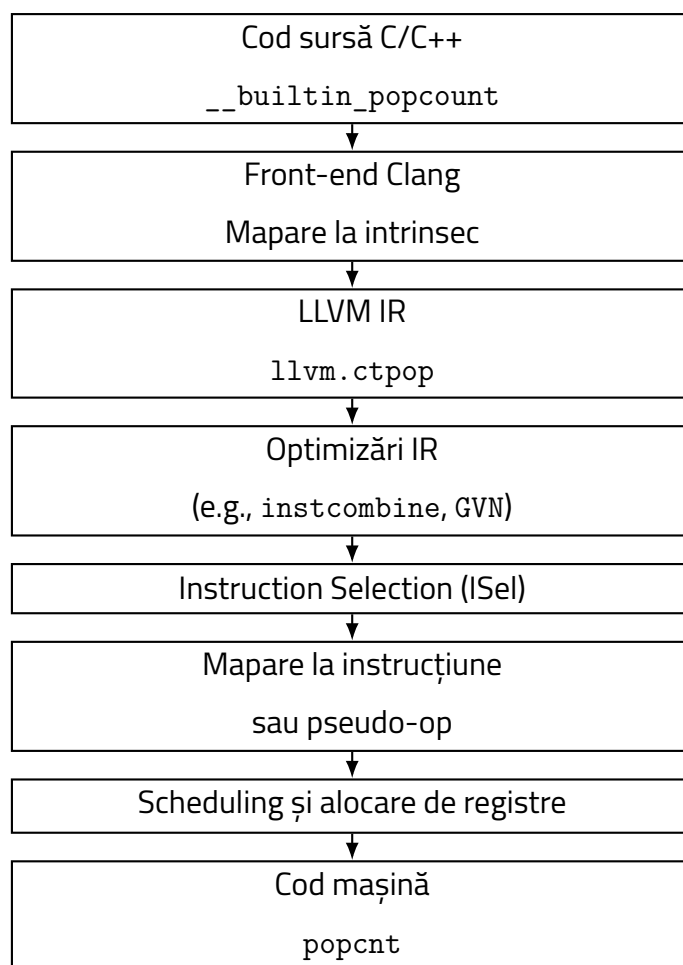 Cod sursă C/C++
__builtin_popcount
Front-end Clang
Mapare la intrinsec
LLVM IR
llvm.ctpop
Optimizări IR
(e.g., instcombine, GVN)
Instruction Selection (ISel)
Mapare la instrucțiune
sau pseudo-op
Scheduling și alocare de registre
Cod mașină
popcnt